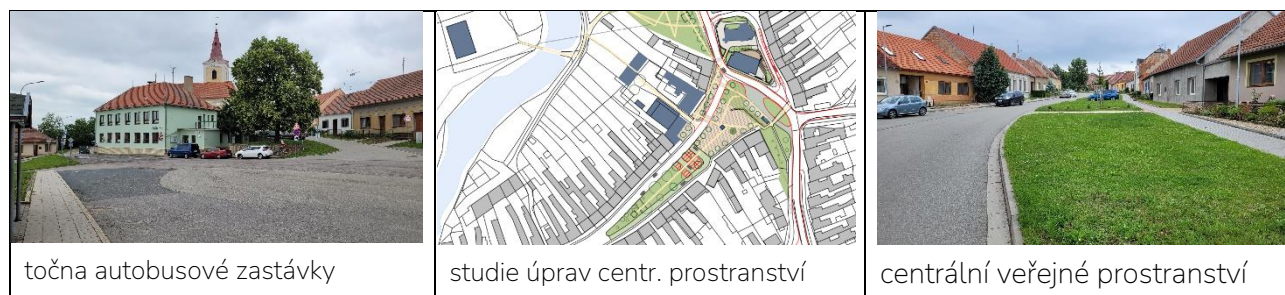 točna autobusové zastávky
studie úprav centr. prostranství
centrální veřejné prostranství